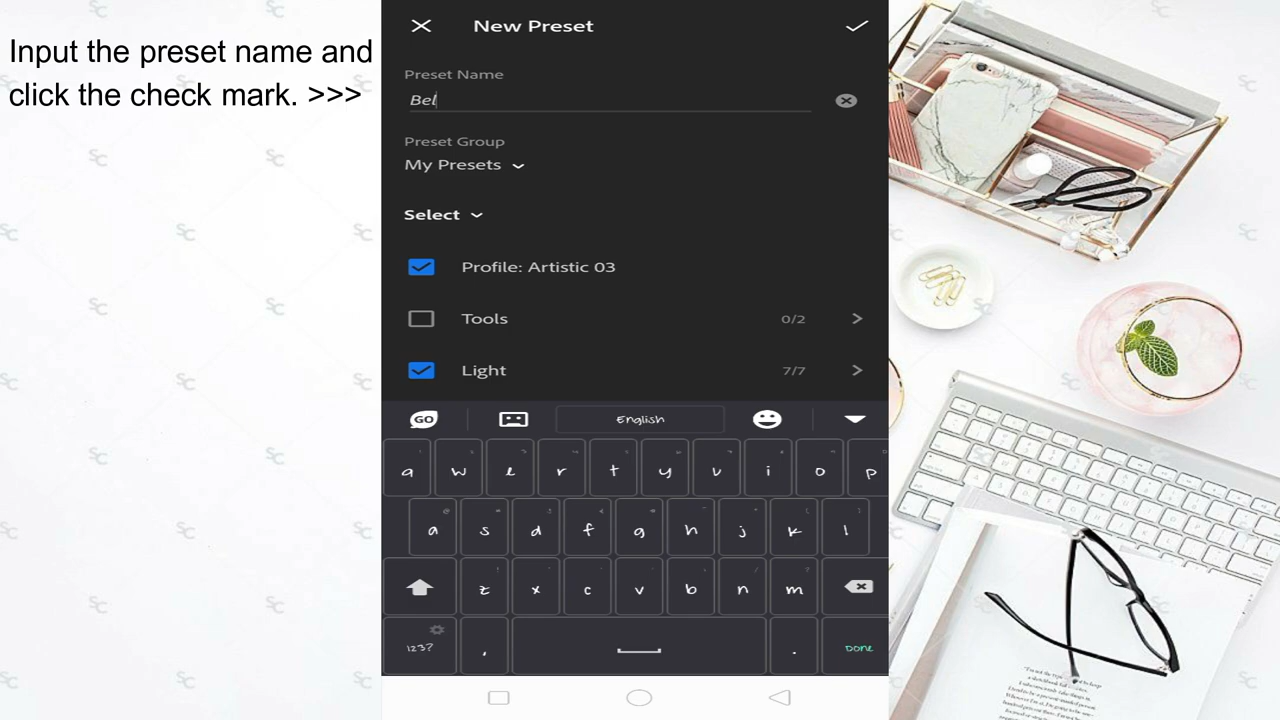 Input the preset name and
click the check mark. >>>
New Preset
Preset Name
Bel
Preset Group
My Presets
Select
Profile: Artistic 03
Tools 0/2
Light 7/7
GO English
q w e r t y u i o p
a s d f g h j k l
z x c v b n m
123? , . DONE